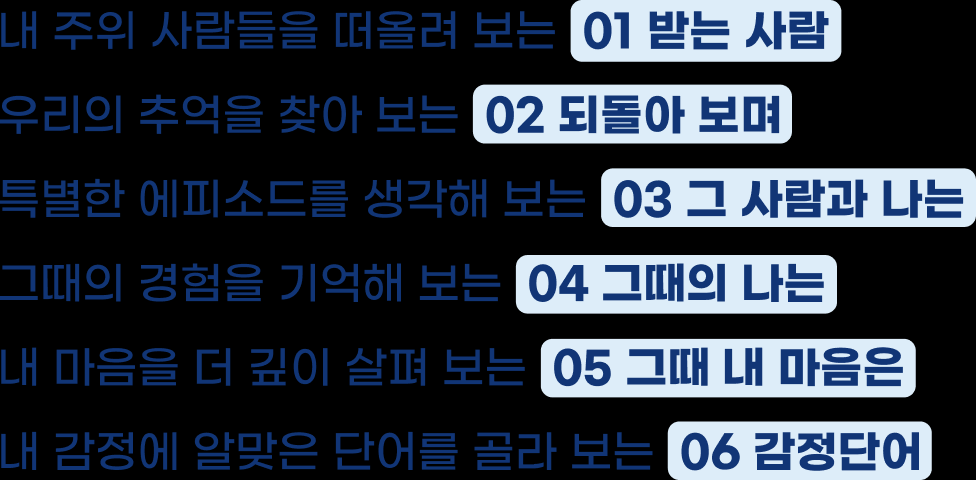 내 주위 사람들을 떠올려 보는 01 받는 사람
우리의 추억을 찾아 보는 02 되돌아 보며
특별한 에피소드를 생각해 보는 03 그 사람과 나는
그때의 경험을 기억해 보는 04 그때의 나는
내 마음을 더 깊이 살펴 보는 05 그때 내 마음은
내 감정에 알맞은 단어를 골라 보는 06 감정단어